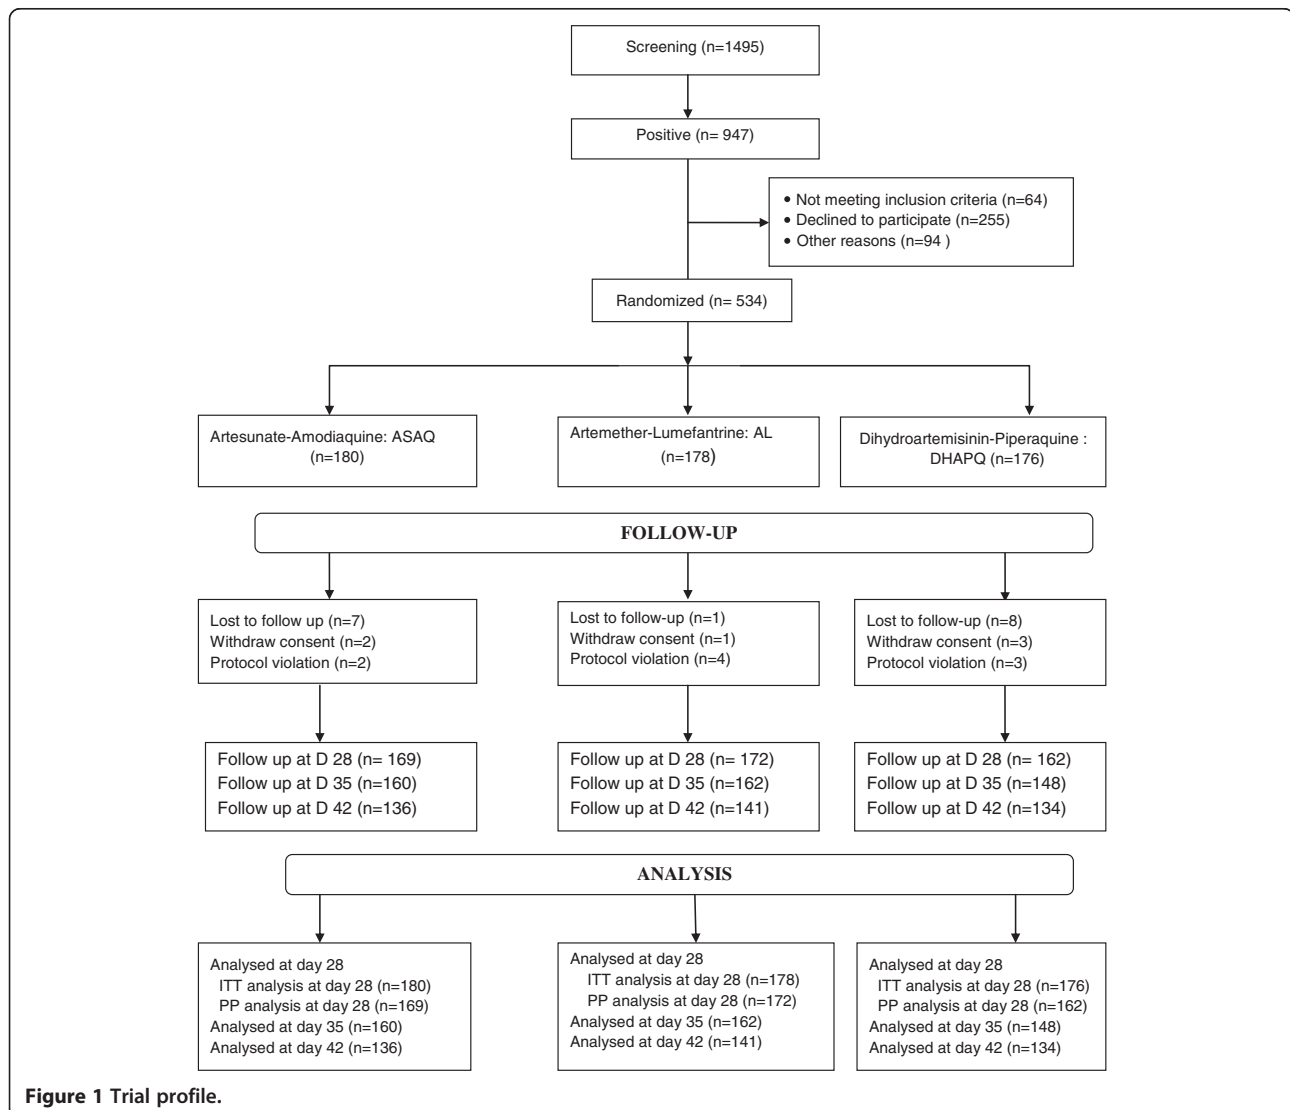 Screening (n=1495)
Positive (n= 947)
• Not meeting inclusion criteria (n=64)
• Declined to participate (n=255)
• Other reasons (n=94 )
Randomized (n= 534)
Artesunate-Amodiaquine: ASAQ
(n=180)
Artemether-Lumefantrine: AL
(n=178)
Dihydroartemisinin-Piperaquine :
DHAPQ (n=176)
FOLLOW-UP
Lost to follow up (n=7)
Withdraw consent (n=2)
Protocol violation (n=2)
Lost to follow-up (n=1)
Withdraw consent (n=1)
Protocol violation (n=4)
Lost to follow-up (n=8)
Withdraw consent (n=3)
Protocol violation (n=3)
Follow up at D 28 (n= 169)
Follow up at D 35 (n=160)
Follow up at D 42 (n=136)
Follow up at D 28 (n= 172)
Follow up at D 35 (n=162)
Follow up at D 42 (n=141)
Follow up at D 28 (n= 162)
Follow up at D 35 (n=148)
Follow up at D 42 (n=134)
ANALYSIS
Analysed at day 28
ITT analysis at day 28 (n=180)
PP analysis at day 28 (n=169)
Analysed at day 35 (n=160)
Analysed at day 42 (n=136)
Analysed at day 28
ITT analysis at day 28 (n=178)
PP analysis at day 28 (n=172)
Analysed at day 35 (n=162)
Analysed at day 42 (n=141)
Analysed at day 28
ITT analysis at day 28 (n=176)
PP analysis at day 28 (n=162)
Analysed at day 35 (n=148)
Analysed at day 42 (n=134)
Figure 1 Trial profile.